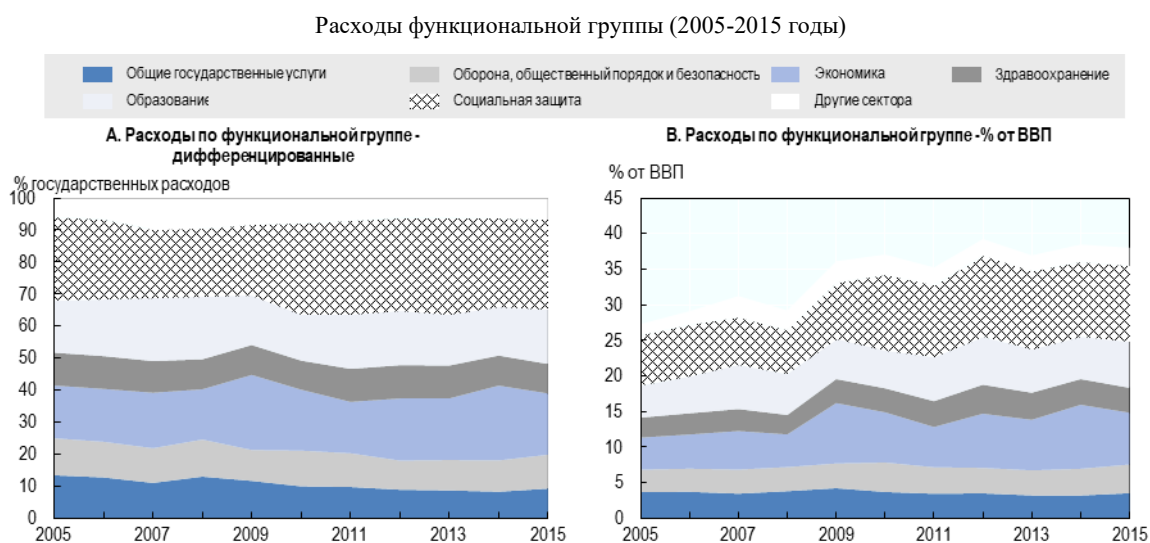 Расходы функциональной группы (2005-2015 годы)
Общие государственные услуги
Оборона, общественный порядок и безопасность
Экономика
Здравоохранение
Образование
Социальная защита
Другие сектора
А. Расходы по функциональной группе -
дифференцированные
% государственных расходов
100
90
80
70
60
50
40
30
20
10
0
2005
2007
2009
2011
2013
2015
В. Расходы по функциональной группе -% от ВВП
% от ВВП
45
40
35
30
25
20
15
10
5
0
2005
2007
2009
2011
2013
2015